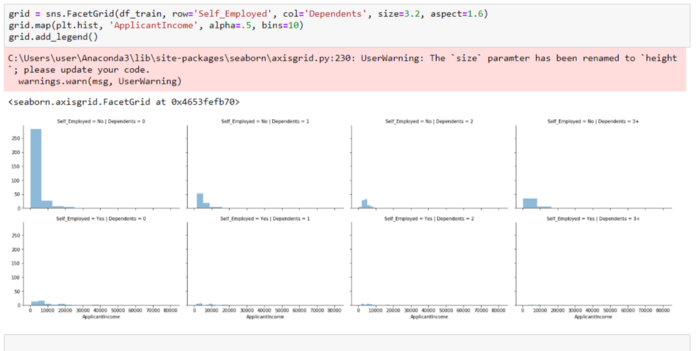 grid = sns.FacetGrid(df_train, row='Self_Employed', col='Dependents', size=3.2, aspect=1.6)
grid.map(plt.hist, 'ApplicantIncome', alpha=.5, bins=10)
grid.add_legend()
C:\Users\user\Anaconda3\lib\site-packages\seaborn\axisgrid.py:230: UserWarning: The `size` paramter has been renamed to `height
`; please update your code.
warnings.warn(msg, UserWarning)
<seaborn.axisgrid.FacetGrid at 0x4653fefb70>
Self_Employed = No | Dependents = 0
Self_Employed = No | Dependents = 1
Self_Employed = No | Dependents = 2
Self_Employed = No | Dependents = 3+
250
200
150
100
50
0
Self_Employed = Yes | Dependents = 0
Self_Employed = Yes | Dependents = 1
Self_Employed = Yes | Dependents = 2
Self_Employed = Yes | Dependents = 3+
250
200
150
100
50
0
0 10000 20000 30000 40000 50000 60000 70000 80000
0 10000 20000 30000 40000 50000 60000 70000 80000
0 10000 20000 30000 40000 50000 60000 70000 80000
0 10000 20000 30000 40000 50000 60000 70000 80000
ApplicantIncome
ApplicantIncome
ApplicantIncome
ApplicantIncome